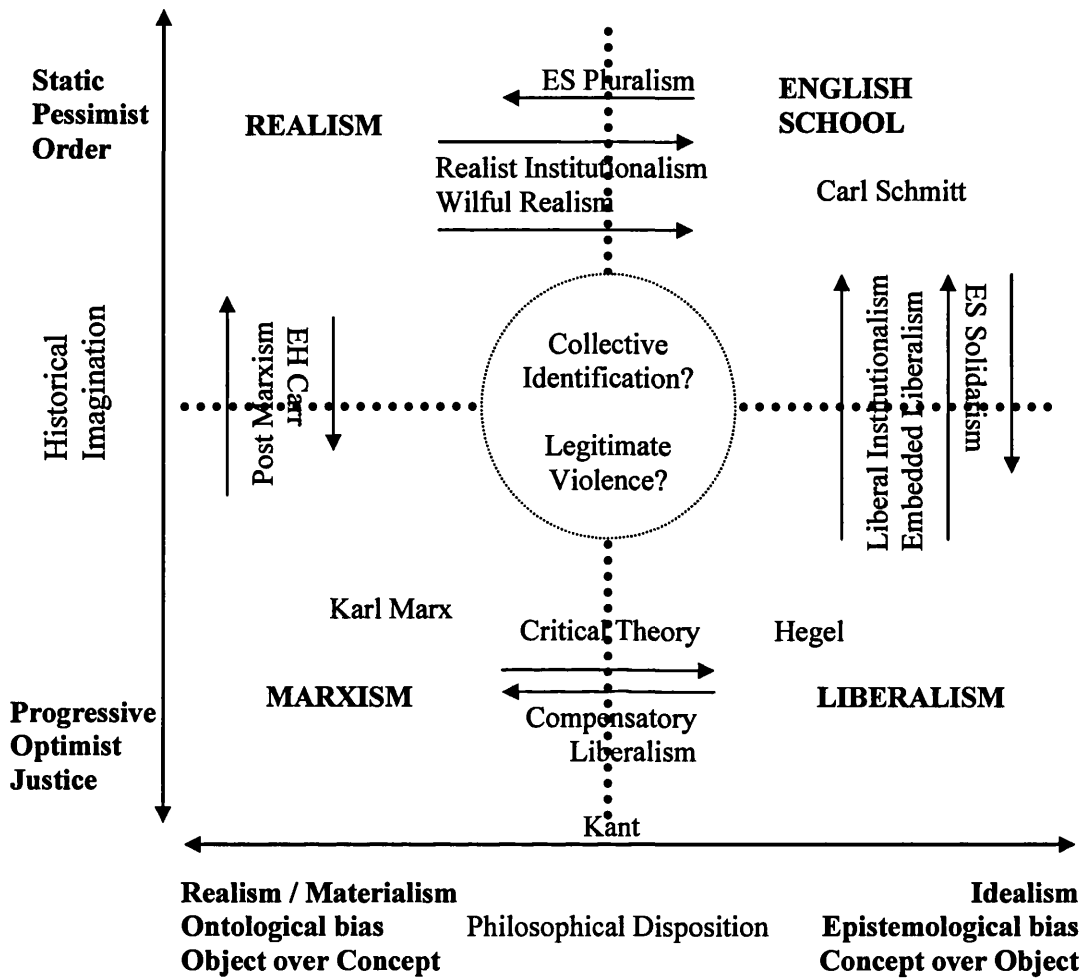 Static
Pessimist
Order
REALISM
ES Pluralism
ENGLISH
SCHOOL
Realist Institutionalism
Wilful Realism
Carl Schmitt
Historical
Imagination
Post Marxism
EH Carr
Collective
Identification?
Legitimate
Violence?
Liberal Institutionalism
Embedded Liberalism
ES Solidatism
Karl Marx
Critical Theory
Hegel
MARXISM
LIBERALISM
Compensatory
Liberalism
Progressive
Optimist
Justice
Kant
Realism / Materialism
Ontological bias
Object over Concept
Philosophical Disposition
Idealism
Epistemological bias
Concept over Object